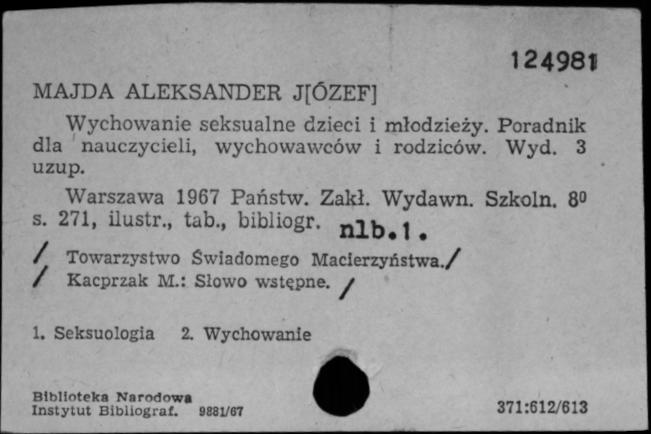 124981
MAJDA ALEKSANDER J[ÓZEF]
Wychowanie seksualne dzieci i młodzieży. Poradnik
dla nauczycieli, wychowawców i rodziców. Wyd. 3
uzup.
Warszawa 1967 Państw. Zakł. Wydawn. Szkoln. 8º
s. 271, ilustr., tab., bibliogr. nlb.1.
/ Towarzystwo Świadomego Macierzyństwa./
/ Kacprzak M.: Słowo wstępne. /
1. Seksuologia 2. Wychowanie
Biblioteka Narodowa
Instytut Bibliograf. 9881/67
371:612/613